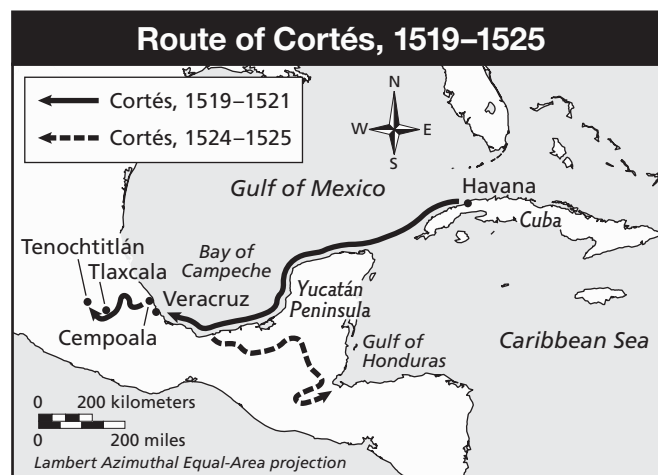 Route of Cortés, 1519–1525
Cortés, 1519–1521
Cortés, 1524–1525
N
W
E
S
Gulf of Mexico
Havana
Cuba
Tenochtitlán
Tlaxcala
Bay of
Campeche
Veracruz
Cempoala
Yucatán
Peninsula
Gulf of
Honduras
Caribbean Sea
0 200 kilometers
0 200 miles
Lambert Azimuthal Equal-Area projection